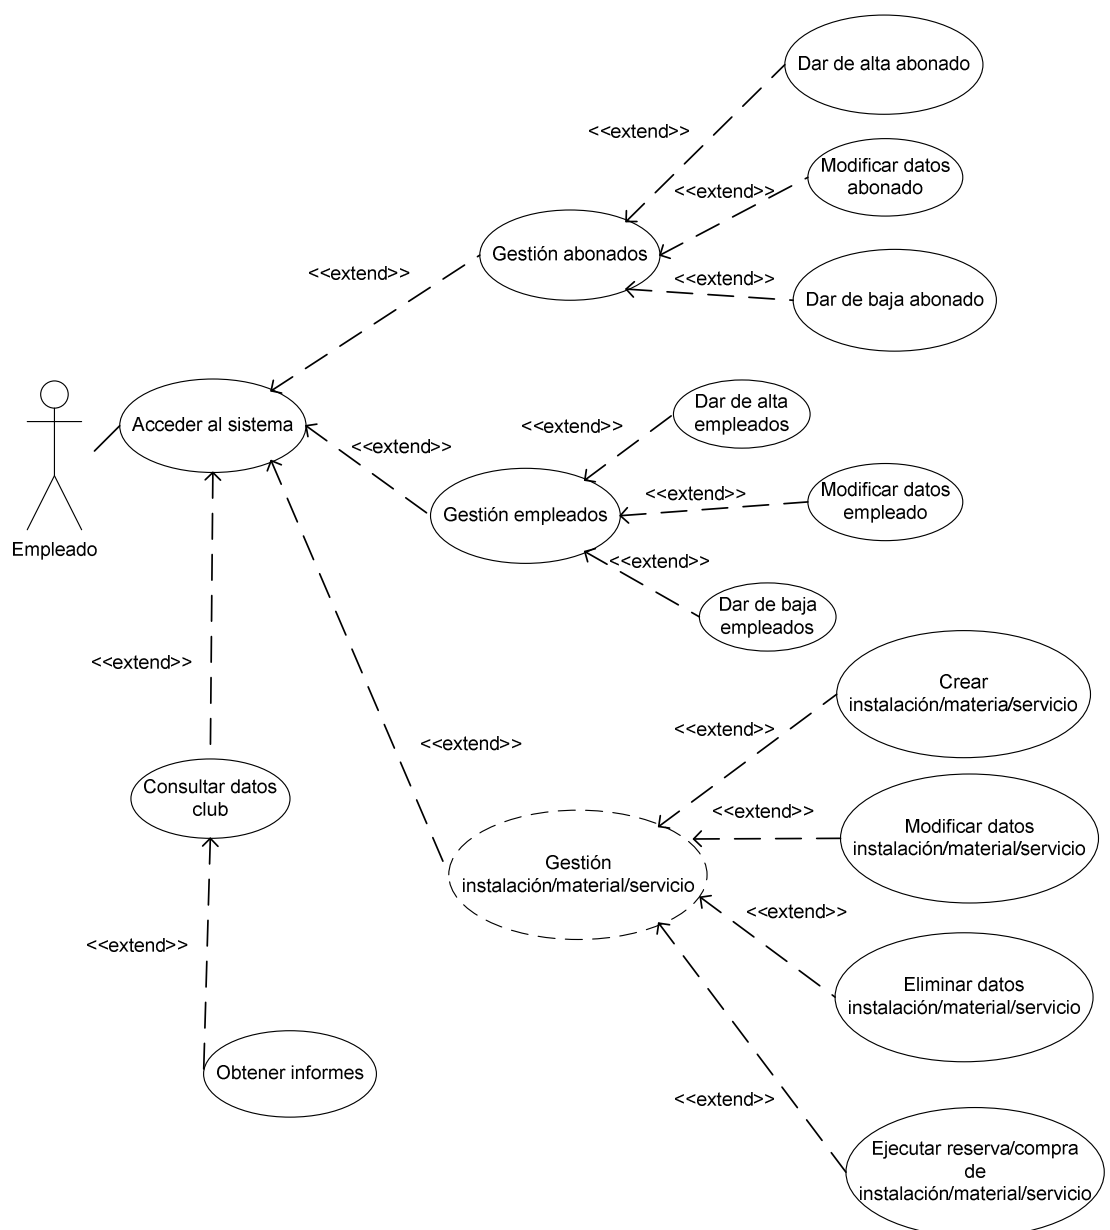 Dar de alta abonado
<<extend>>
Modificar datos
abonado
<<extend>>
Gestión abonados
<<extend>>
<<extend>>
Dar de baja abonado
Acceder al sistema
Dar de alta
empleados
<<extend>>
<<extend>>
Gestión empleados
<<extend>>
Modificar datos
empleado
Empleado
<<extend>>
Dar de baja
empleados
<<extend>>
Crear
instalación/materia/servicio
<<extend>>
<<extend>>
Consultar datos
club
<<extend>>
Modificar datos
instalación/material/servicio
Gestión
instalación/material/servicio
<<extend>>
<<extend>>
Eliminar datos
instalación/material/servicio
Obtener informes
<<extend>>
Ejecutar reserva/compra
de
instalación/material/servicio